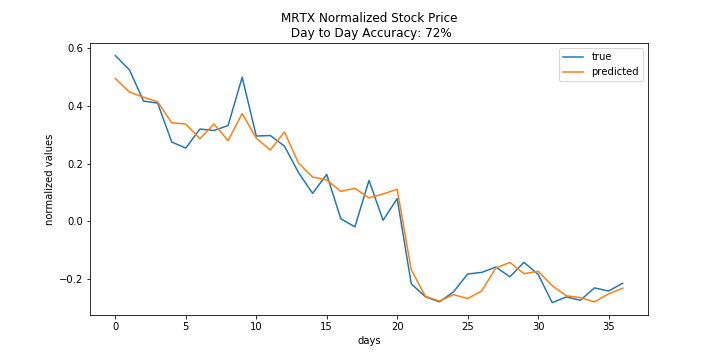 MRTX Normalized Stock Price
Day to Day Accuracy: 72%
true
predicted
normalized values
0.6
0.4
0.2
0.0
−0.2
0 5 10 15 20 25 30 35
days